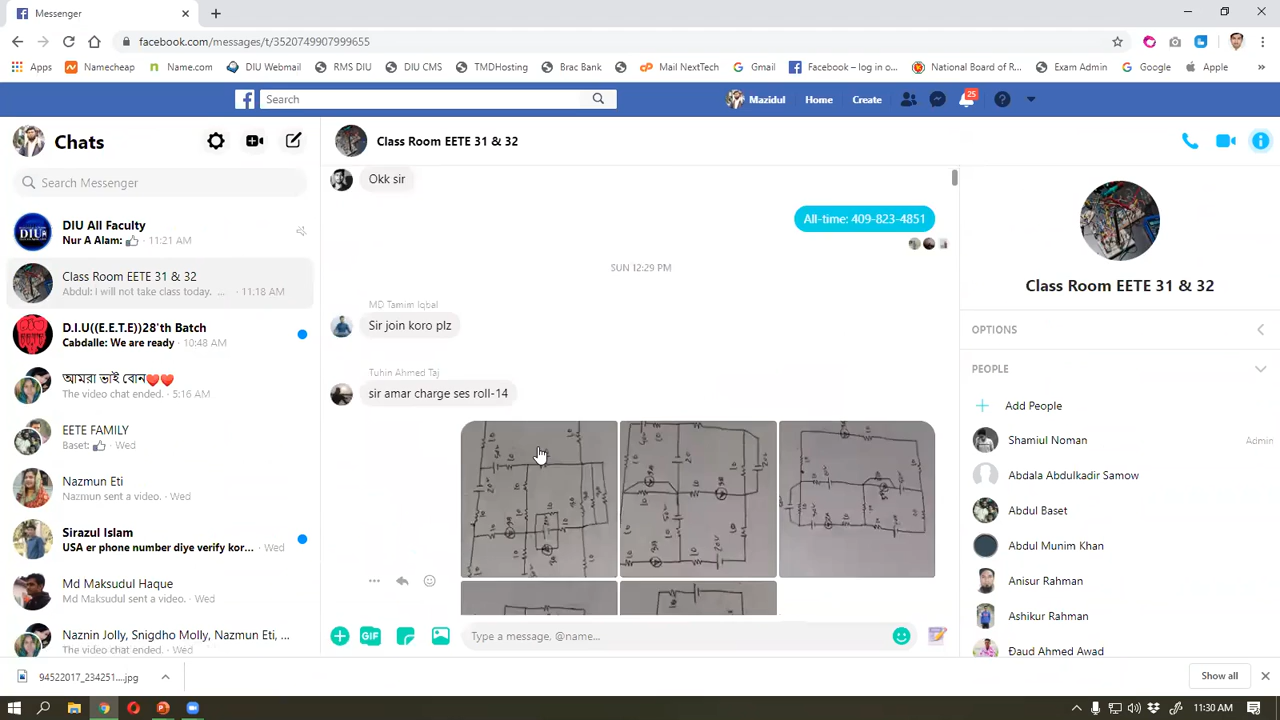 Messenger
facebook.com/messages/t/3520749907999655
Apps
Namecheap
Name.com
DIU Webmail
RMS DIU
DIU CMS
TMDHosting
Brac Bank
Mail NextTech
Gmail
Facebook – log in o...
National Board of R...
Exam Admin
Google
Apple
»
Search
Mazidul
Home
Create
25
Chats
Class Room EETE 31 & 32
Search Messenger
DIU All Faculty
Nur A Alam: 11:21 AM
Class Room EETE 31 & 32
Abdul: I will not take class today, ... 11:18 AM
D.I.U((E.E.T.E)28'th Batch
Cabdalle: We are ready · 10:48 AM
আমরা ভাই বোন
The video chat ended. · 5:16 AM
EETE FAMILY
Baset: · Wed
Nazmun Eti
Nazmun sent a video. · Wed
Sirazul Islam
USA er phone number diye verify kor... · Wed
Md Maksudul Haque
Md Maksudul sent a video. · Wed
Naznin Jolly, Snigdho Molly, Nazmun Eti, ...
The video chat ended. · Wed
Okk sir
All-time: 409-823-4851
SUN 12:29 PM
MD Tamim Iqbal
Sir join koro plz
Tuhin Ahmed Taj
sir amar charge ses roll-14
GIF
Type a message, @name...
Class Room EETE 31 & 32
OPTIONS
PEOPLE
Add People
Shamiul Noman
Admin
Abdala Abdulkadir Samow
Abdul Baset
Abdul Munim Khan
Anisur Rahman
Ashikur Rahman
Daud Ahmed Awad
94522017_234251....jpg
Show all
11:30 AM